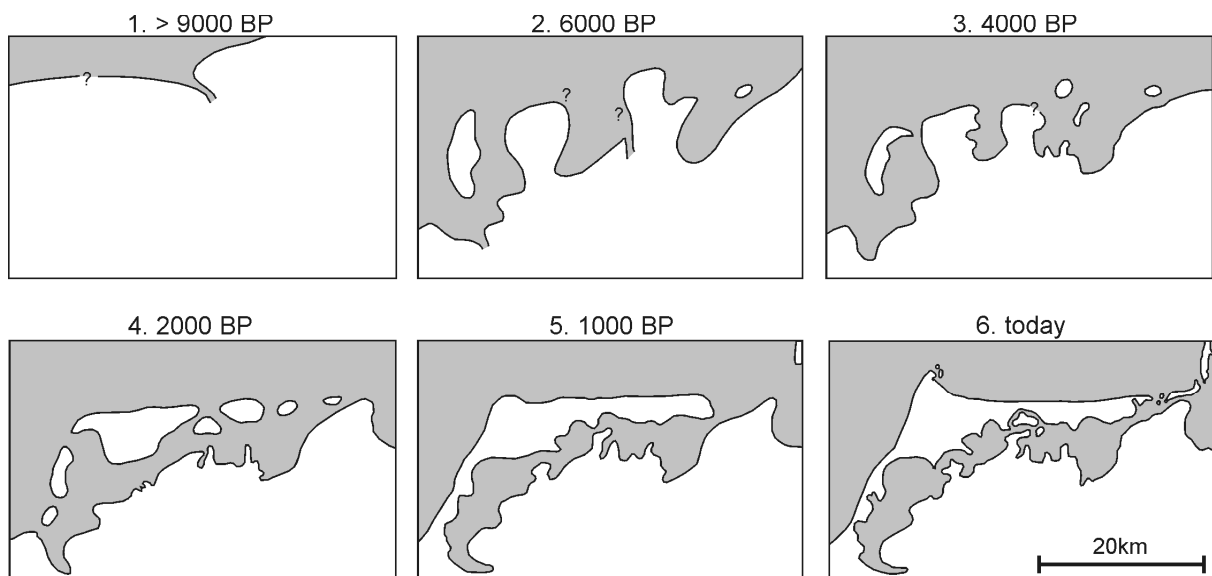 1. > 9000 BP
2. 6000 BP
3. 4000 BP
?
?
?
?
4. 2000 BP
5. 1000 BP
6. today
20km